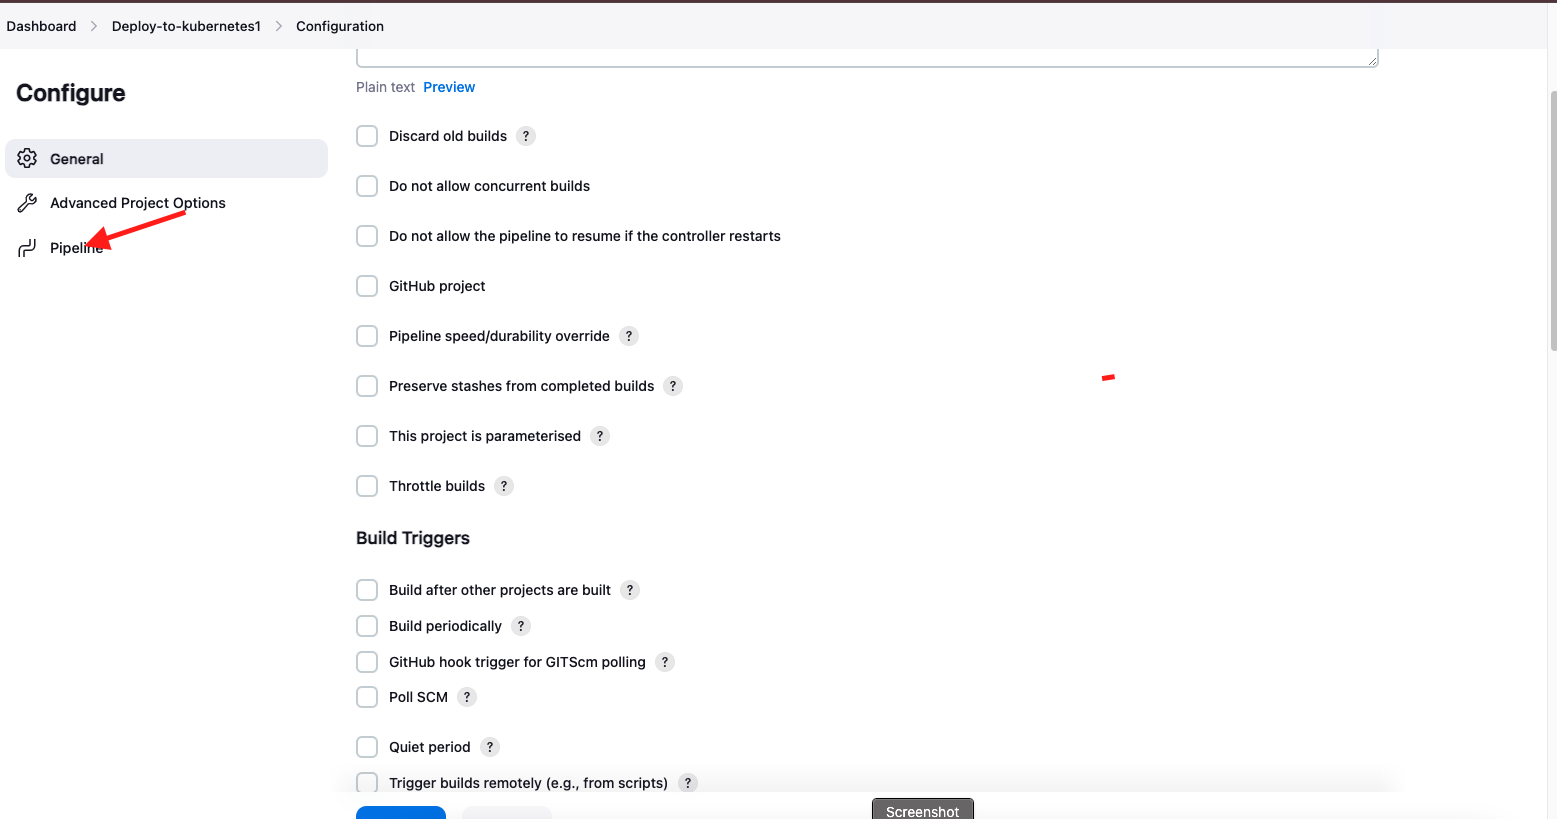 Dashboard > Deploy-to-kubernetes1 > Configuration
Configure
General
Advanced Project Options
Pipeline
Plain text Preview
Discard old builds ?
Do not allow concurrent builds
Do not allow the pipeline to resume if the controller restarts
GitHub project
Pipeline speed/durability override ?
Preserve stashes from completed builds ?
This project is parameterised ?
Throttle builds ?
Build Triggers
Build after other projects are built ?
Build periodically ?
GitHub hook trigger for GITScm polling ?
Poll SCM ?
Quiet period ?
Trigger builds remotely (e.g., from scripts) ?
Screenshot